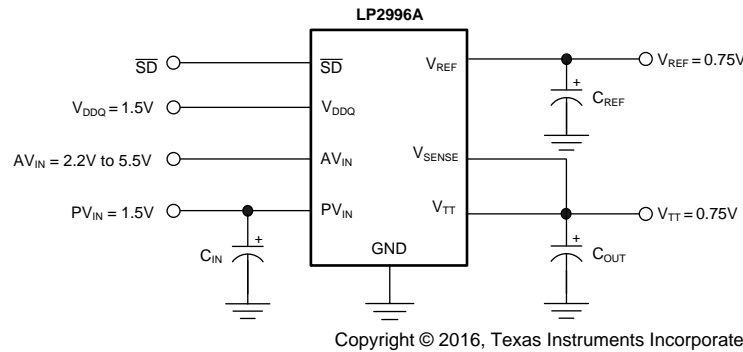 LP2996A
SD
SD
VREF
VREF = 0.75V
+
CREF
VDDQ = 1.5V
VDDQ
AVIN = 2.2V to 5.5V
AVIN
VSENSE
PVIN = 1.5V
PVIN
VTT
VTT = 0.75V
+
CIN
GND
+
COUT
Copyright © 2016, Texas Instruments Incorporate